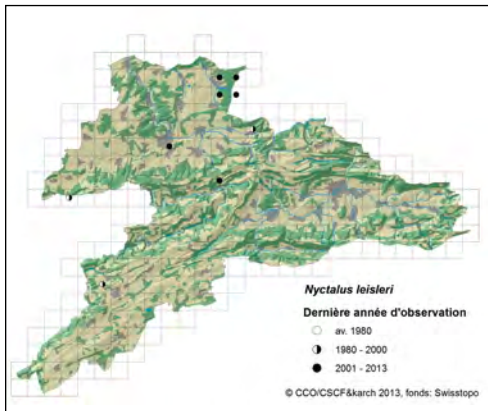 Nyctalus leisleri
Dernière année d'observation
av. 1980
1980 - 2000
2001 - 2013
© CCO/CSCF&karch 2013, fonds: Swisstopo